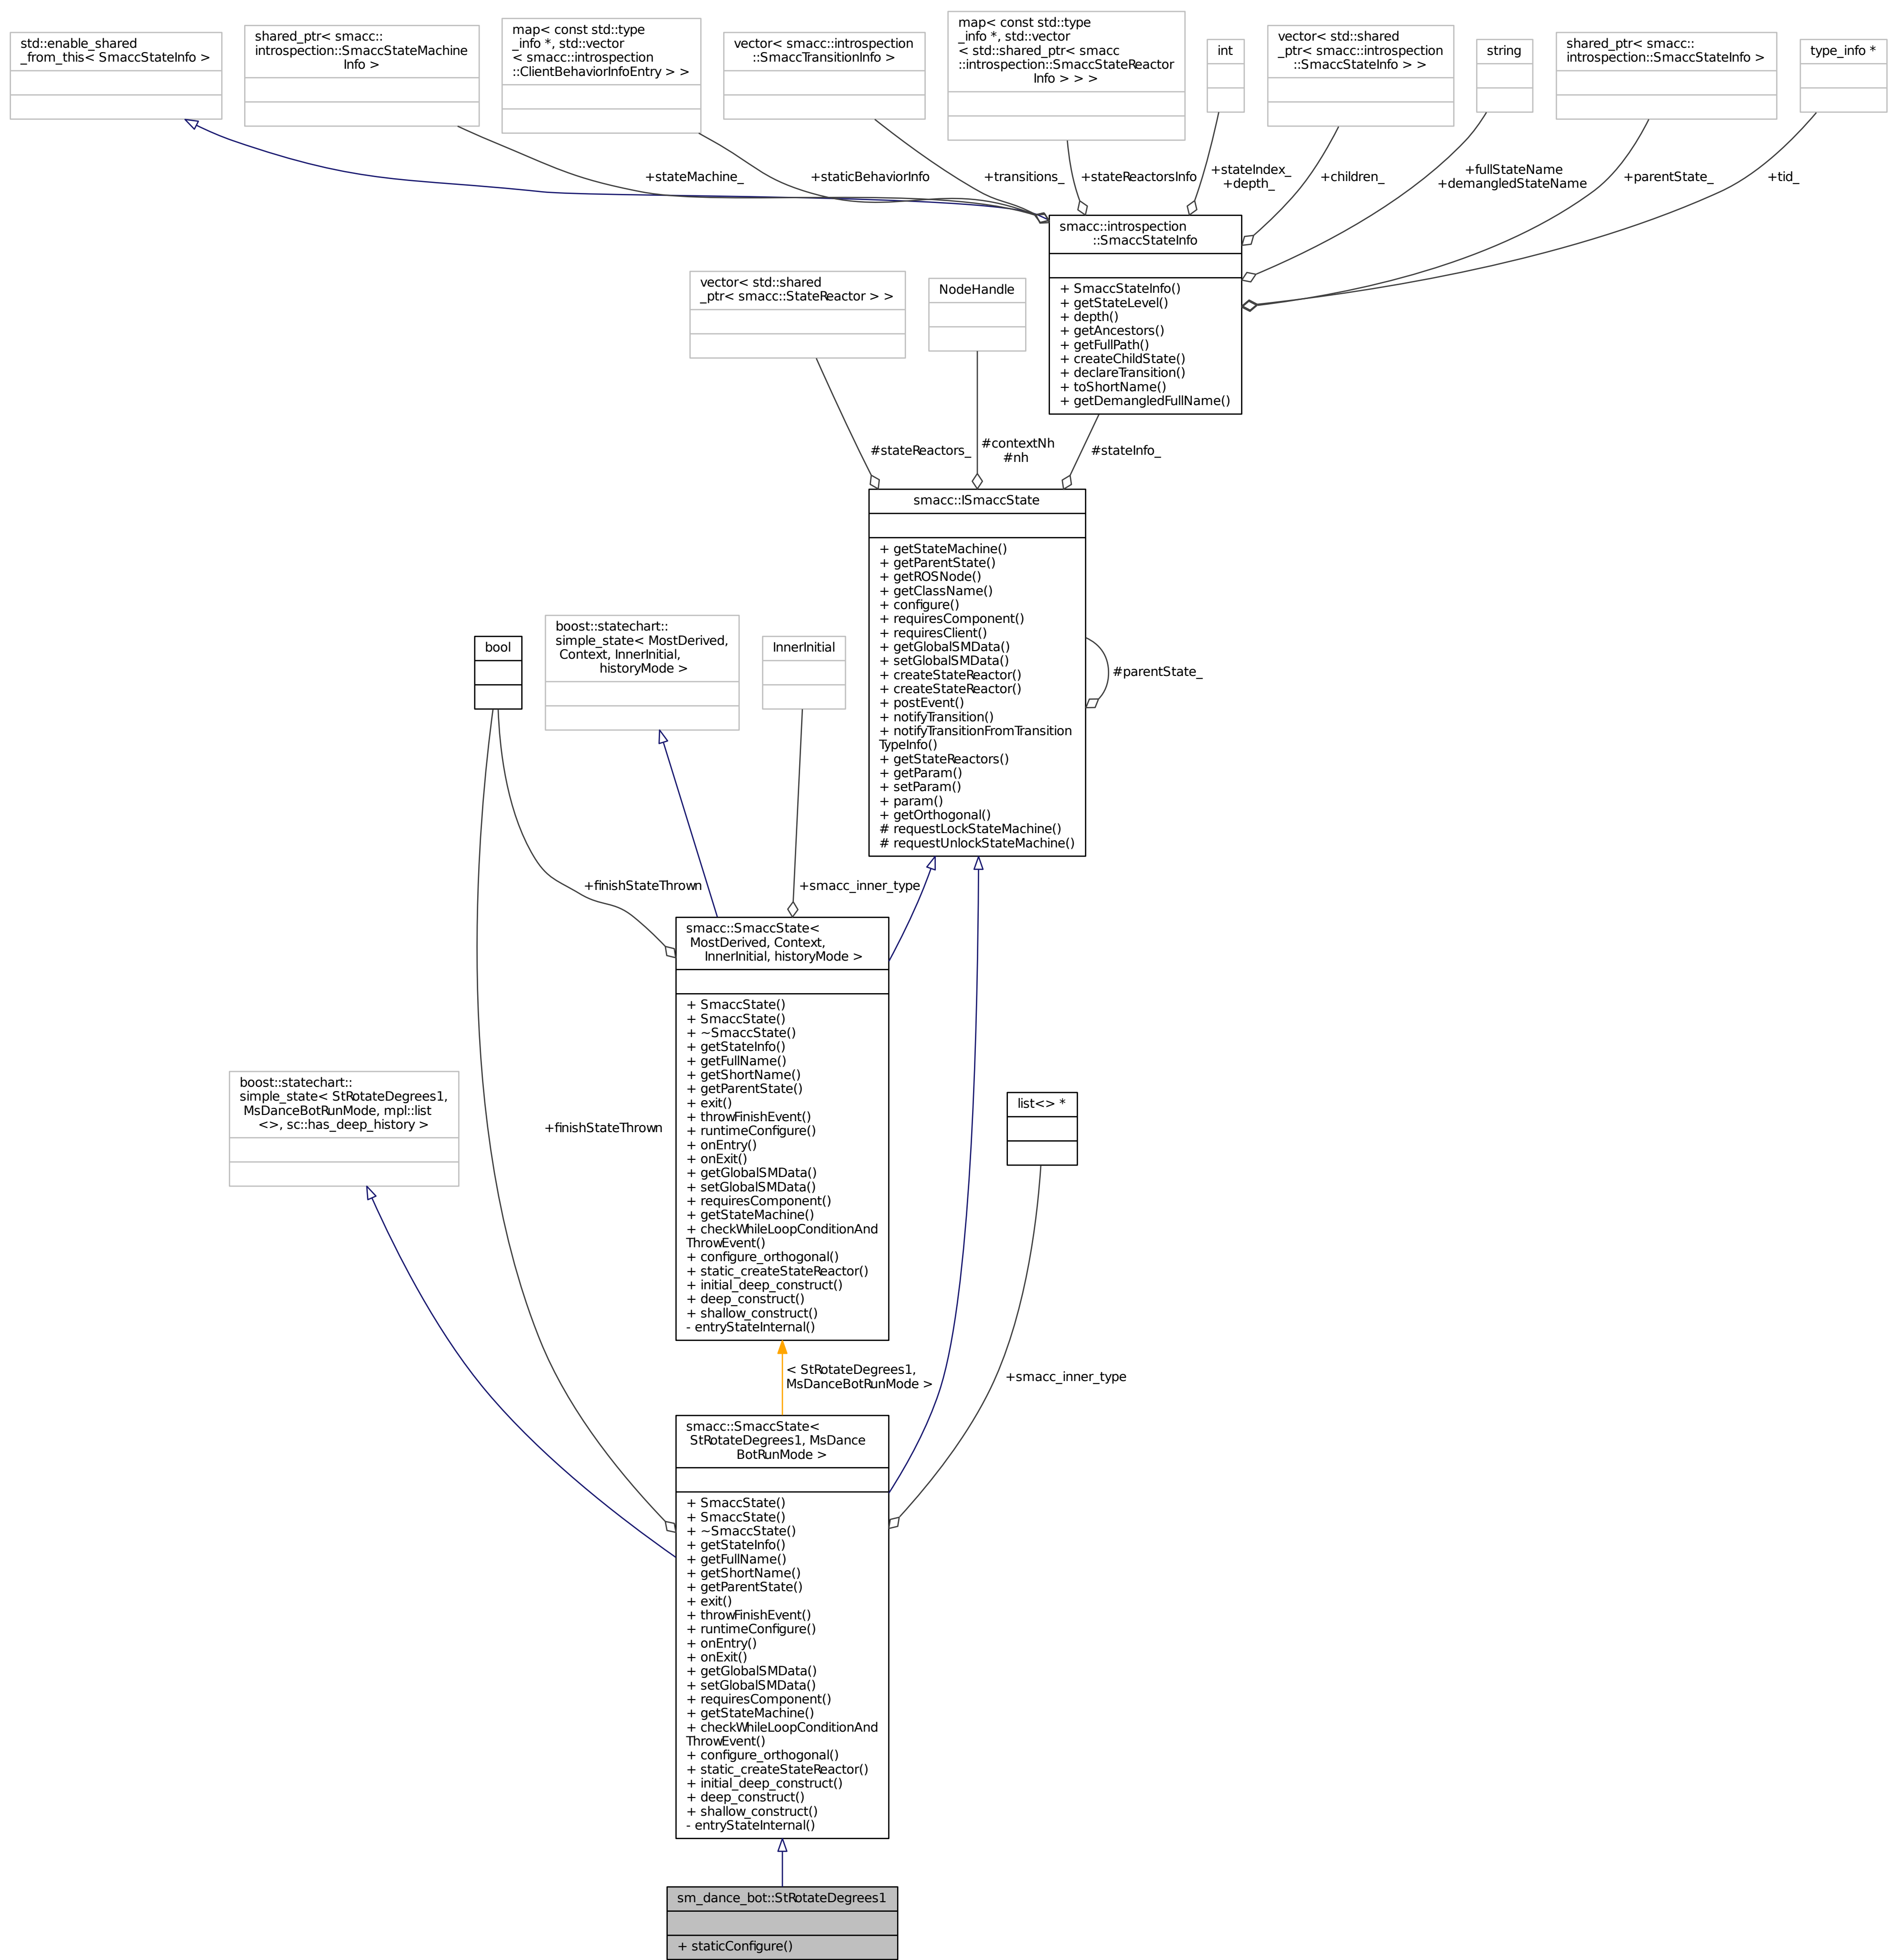 std::enable_shared
_from_this< SmaccStateInfo >
shared_ptr< smacc::
introspection::SmaccStateMachine
Info >
map< const std::type
_info *, std::vector
< smacc::introspection
::ClientBehaviorInfoEntry > >
vector< smacc::introspection
::SmaccTransitionInfo >
map< const std::type
_info *, std::vector
< std::shared_ptr< smacc
::introspection::SmaccStateReactor
Info > > >
int
vector< std::shared
_ptr< smacc::introspection
::SmaccStateInfo > >
string
shared_ptr< smacc::
introspection::SmaccStateInfo >
type_info *
+stateMachine_
+staticBehaviorInfo
+transitions_
+stateReactorsInfo
+stateIndex_
+depth_
+children_
+fullStateName
+demangledStateName
+parentState_
+tid_
smacc::introspection
::SmaccStateInfo
+ SmaccStateInfo()
+ getStateLevel()
+ depth()
+ getAncestors()
+ getFullPath()
+ createChildState()
+ declareTransition()
+ toShortName()
+ getDemangledFullName()
vector< std::shared
_ptr< smacc::StateReactor > >
NodeHandle
#stateReactors_
#contextNh
#nh
#stateInfo_
smacc::ISmaccState
+ getStateMachine()
+ getParentState()
+ getROSNode()
+ getClassName()
+ configure()
+ requiresComponent()
+ requiresClient()
+ getGlobalSMData()
+ setGlobalSMData()
+ createStateReactor()
+ createStateReactor()
+ postEvent()
+ notifyTransition()
+ notifyTransitionFromTransition
TypeInfo()
+ getStateReactors()
+ getParam()
+ setParam()
+ param()
+ getOrthogonal()
# requestLockStateMachine()
# requestUnlockStateMachine()
#parentState_
bool
boost::statechart::
simple_state< MostDerived,
Context, InnerInitial,
historyMode >
InnerInitial
+finishStateThrown
+smacc_inner_type
smacc::SmaccState<
MostDerived, Context,
InnerInitial, historyMode >
+ SmaccState()
+ SmaccState()
+ ~SmaccState()
+ getStateInfo()
+ getFullName()
+ getShortName()
+ getParentState()
+ exit()
+ throwFinishEvent()
+ runtimeConfigure()
+ onEntry()
+ onExit()
+ getGlobalSMData()
+ setGlobalSMData()
+ requiresComponent()
+ getStateMachine()
+ checkWhileLoopConditionAnd
ThrowEvent()
+ configure_orthogonal()
+ static_createStateReactor()
+ initial_deep_construct()
+ deep_construct()
+ shallow_construct()
- entryStateInternal()
boost::statechart::
simple_state< StRotateDegrees1,
MsDanceBotRunMode, mpl::list
<>, sc::has_deep_history >
+finishStateThrown
list<> *
< StRotateDegrees1,
MsDanceBotRunMode >
+smacc_inner_type
smacc::SmaccState<
StRotateDegrees1, MsDance
BotRunMode >
+ SmaccState()
+ SmaccState()
+ ~SmaccState()
+ getStateInfo()
+ getFullName()
+ getShortName()
+ getParentState()
+ exit()
+ throwFinishEvent()
+ runtimeConfigure()
+ onEntry()
+ onExit()
+ getGlobalSMData()
+ setGlobalSMData()
+ requiresComponent()
+ getStateMachine()
+ checkWhileLoopConditionAnd
ThrowEvent()
+ configure_orthogonal()
+ static_createStateReactor()
+ initial_deep_construct()
+ deep_construct()
+ shallow_construct()
- entryStateInternal()
sm_dance_bot::StRotateDegrees1
+ staticConfigure()